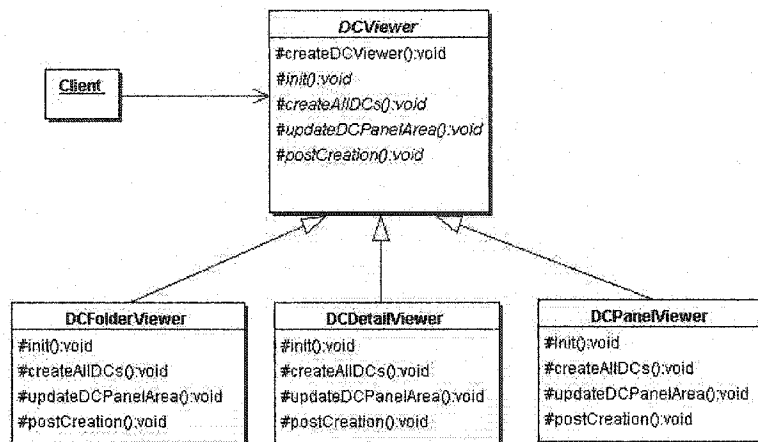 DCViewer
#createDCViewer():void
#init():void
#createAllDCs():void
#updateDCPanelArea():void
#postCreation():void
Client
DCFolderViewer
#init():void
#createAllDCs():void
#updateDCPanelArea():void
#postCreation():void
DCDetailViewer
#init():void
#createAllDCs():void
#updateDCPanelArea():void
#postCreation():void
DCPanelViewer
#init():void
#createAllDCs():void
#updateDCPanelArea():void
#postCreation():void